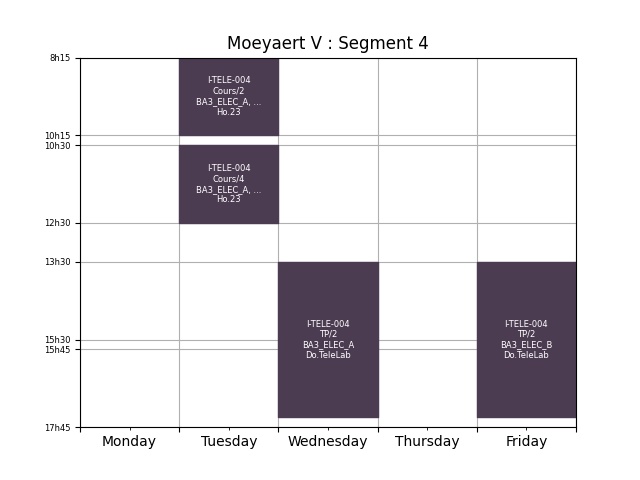 Moeyaert V : Segment 4
8h15
I-TELE-004
Cours/2
BA3_ELEC_A, ...
Ho.23
10h15
10h30
I-TELE-004
Cours/4
BA3_ELEC_A, ...
Ho.23
12h30
13h30
I-TELE-004
TP/2
BA3_ELEC_A
Do.TeleLab
I-TELE-004
TP/2
BA3_ELEC_B
Do.TeleLab
15h30
15h45
17h45
Monday Tuesday Wednesday Thursday Friday